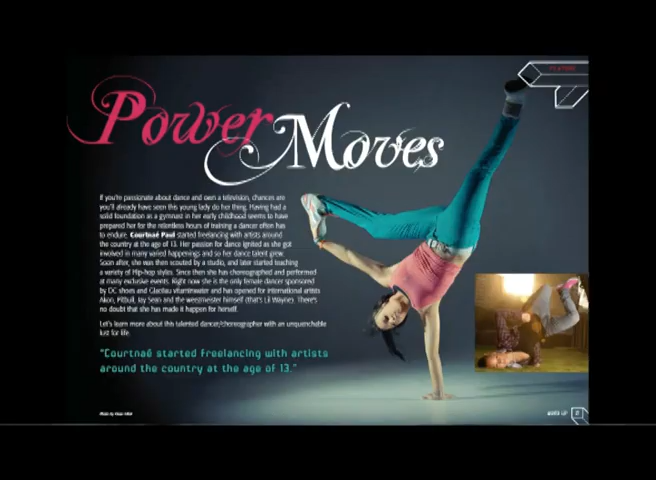 Power Moves
If you're passionate about dance and own a television, chances are
you'll already have seen this young lady do her thing. Having had a
solid foundation as a gymnast in her early childhood seems to have
prepared her for the relentless hours of training a dancer often has
to endure. Courtnaé Paul started freelancing with artists around
the country at the age of 13. Her passion for dance ignited as she got
involved in many varied happenings and so her dance talent grew.
Soon after, she was then scouted by a studio, and later started teaching
a variety of Hip-hop styles. Since then she has choreographed and performed
at many exclusive events. Right now she is the only female dancer sponsored
by DC shoes and vitaminwater and has opened for international artists
Akon, Pitbull, Jay Sean and the weestmeister himself (that's Lil Wayne). There's
no doubt that she has made it happen for herself.
Let's learn more about this talented dancer/choreographer with an unquenchable
lust for life.
"Courtnaé started freelancing with artists
around the country at the age of 13."